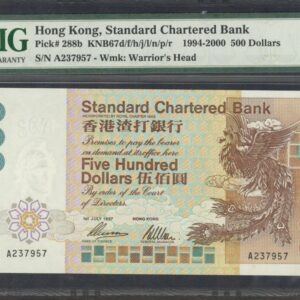 MG Hong Kong, Standard Chartered Bank
GUARANTY Pick# 288b KNB67d/f/h/j/l/n/p/r 1994-2000 500 Dollars
S/N A237957 - Wmk: Warrior's Head
Standard Chartered Bank
香港渣打銀行
Promises to pay the bearer
on demand at its office here
Five Hundred
Dollars 伍佰圓
By order of the Court
of Directors.
1ST JULY 1997 HONG KONG
A237957
A237957